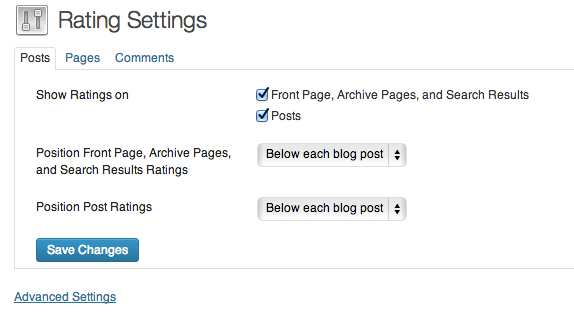 Rating Settings
Posts Pages Comments
Show Ratings on
Front Page, Archive Pages, and Search Results
Posts
Position Front Page, Archive Pages,
and Search Results Ratings
Below each blog post
Position Post Ratings
Below each blog post
Save Changes
Advanced Settings